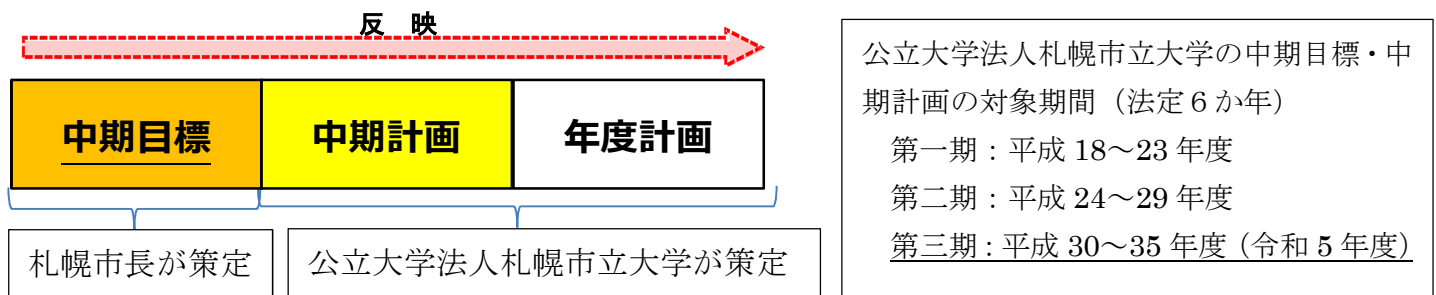 反 映
中期目標
中期計画
年度計画
札幌市長が策定
公立大学法人札幌市立大学が策定
公立大学法人札幌市立大学の中期目標・中
期計画の対象期間（法定６か年）
第一期：平成 18～23 年度
第二期：平成 24～29 年度
第三期：平成 30～35 年度（令和 5 年度）